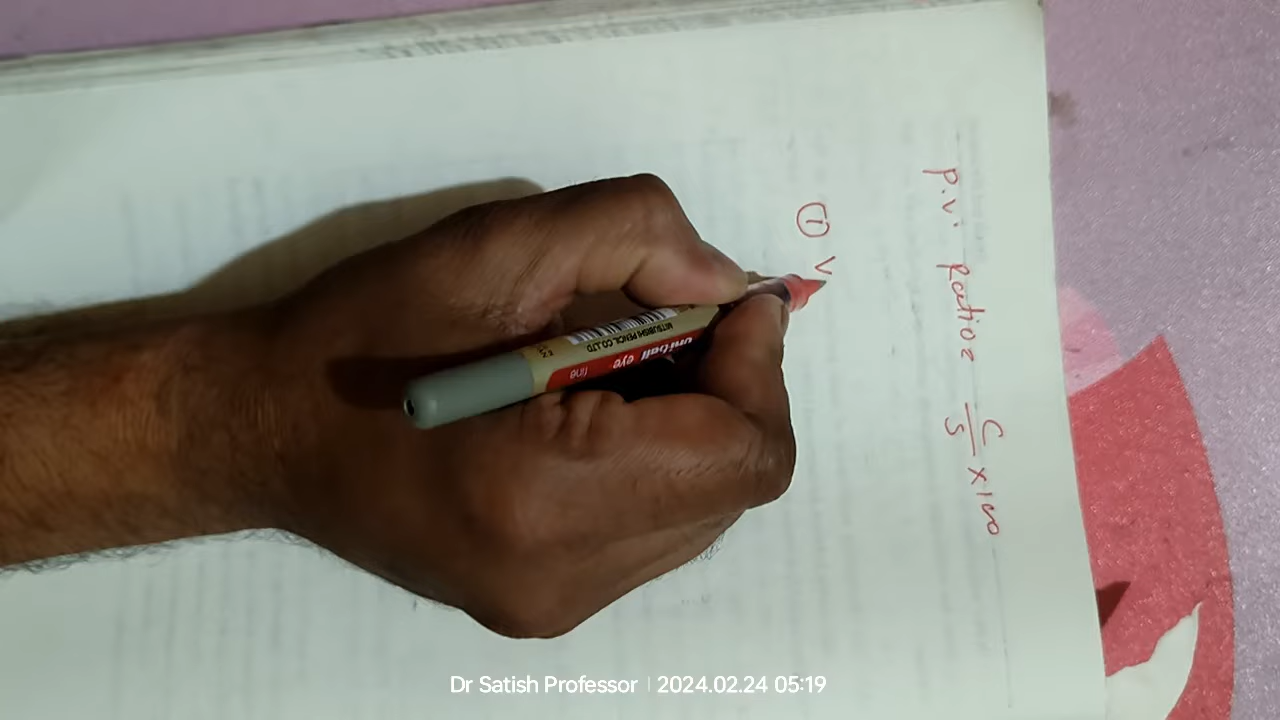 P.V. Ratio = C/S × 100
① V
uni-ball eye fine
MITSUBISHI PENCIL CO. LTD
Dr Satish Professor | 2024.02.24 05:19